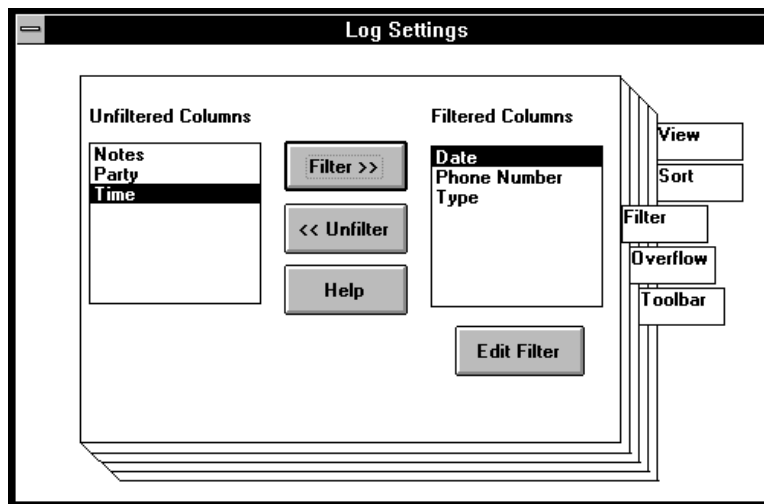 Log Settings
Unfiltered Columns
Notes
Party
Time
Filter >>
<< Unfilter
Help
Filtered Columns
Date
Phone Number
Type
Edit Filter
View
Sort
Filter
Overflow
Toolbar